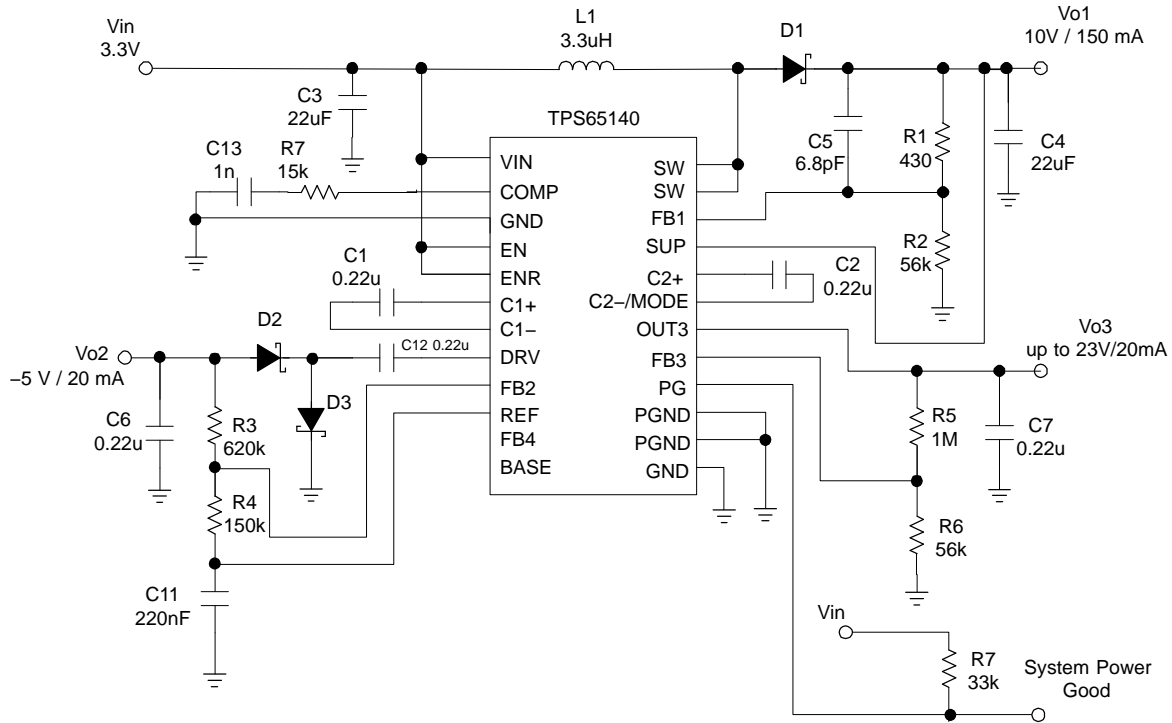 Vin
3.3V
L1
3.3uH
D1
Vo1
10V / 150 mA
C3
22uF
TPS65140
C13
1n
R7
15k
C5
6.8pF
R1
430
C4
22uF
VIN
COMP
GND
EN
ENR
C1+
C1−
DRV
FB2
REF
FB4
BASE
SW
SW
FB1
SUP
C2+
C2−/MODE
OUT3
FB3
PG
PGND
PGND
GND
R2
56k
C1
0.22u
C2
0.22u
D2
C12 0.22u
Vo2
−5 V / 20 mA
Vo3
up to 23V/20mA
D3
C6
0.22u
R3
620k
R5
1M
C7
0.22u
R4
150k
R6
56k
C11
220nF
Vin
R7
33k
System Power
Good